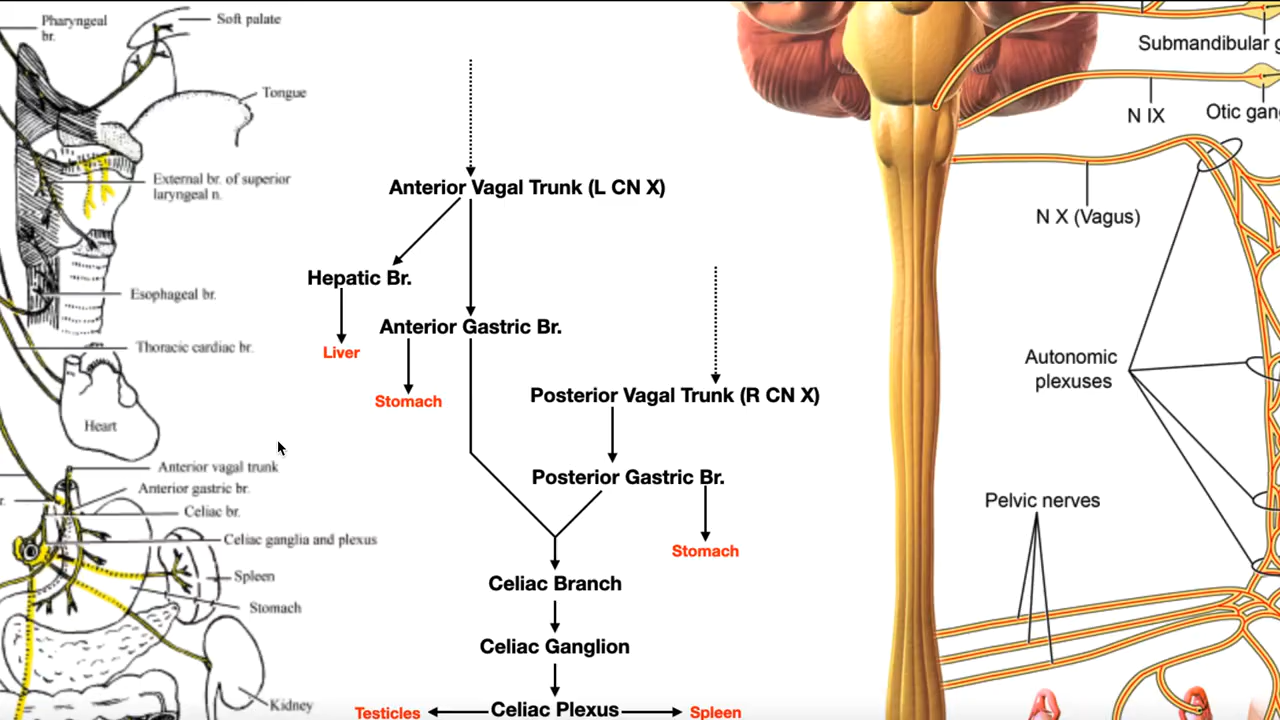 Pharyngeal
br.
Soft palate
Tongue
External br. of superior
laryngeal n.
Esophageal br.
Thoracic cardiac br.
Heart
Anterior vagal trunk
Anterior gastric br.
Celiac br.
Celiac ganglia and plexus
Spleen
Stomach
Kidney
Anterior Vagal Trunk (L CN X)
Hepatic Br.
Liver
Anterior Gastric Br.
Stomach
Posterior Vagal Trunk (R CN X)
Posterior Gastric Br.
Stomach
Celiac Branch
Celiac Ganglion
Testicles
Celiac Plexus
Spleen
Submandibular g
N IX
Otic gang
N X (Vagus)
Autonomic
plexuses
Pelvic nerves